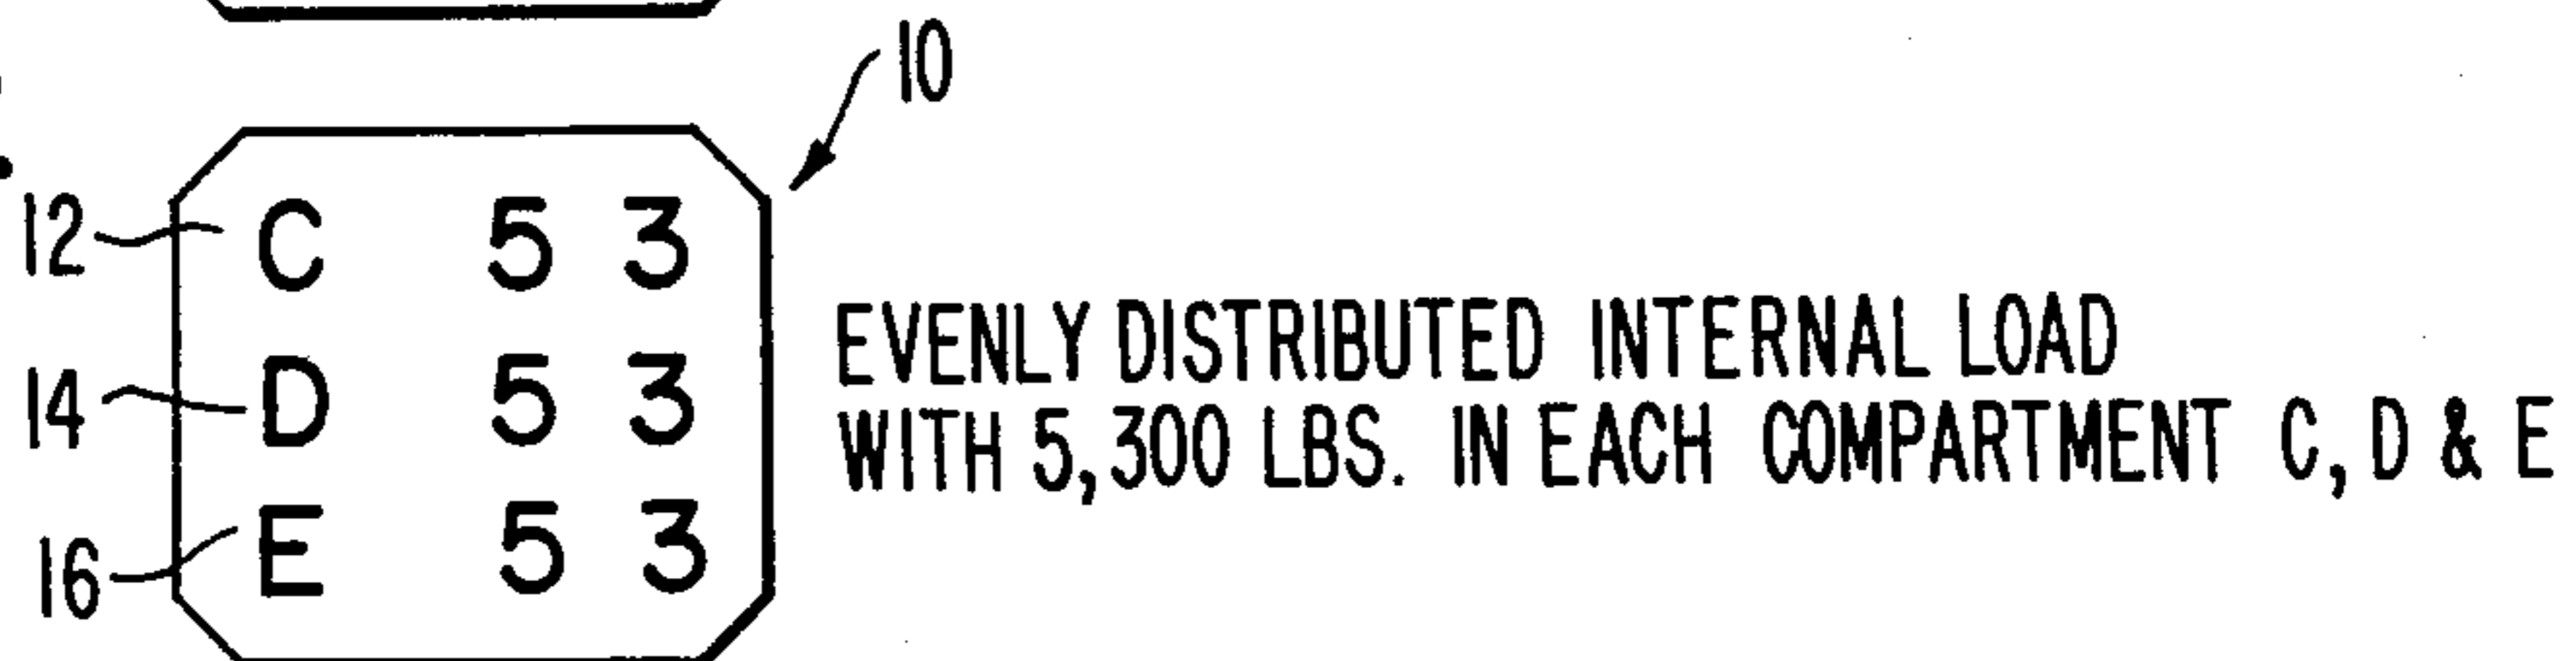 10
12 C 5 3
EVENLY DISTRIBUTED INTERNAL LOAD
14 D 5 3
WITH 5,300 LBS. IN EACH COMPARTMENT C, D & E
16 E 5 3